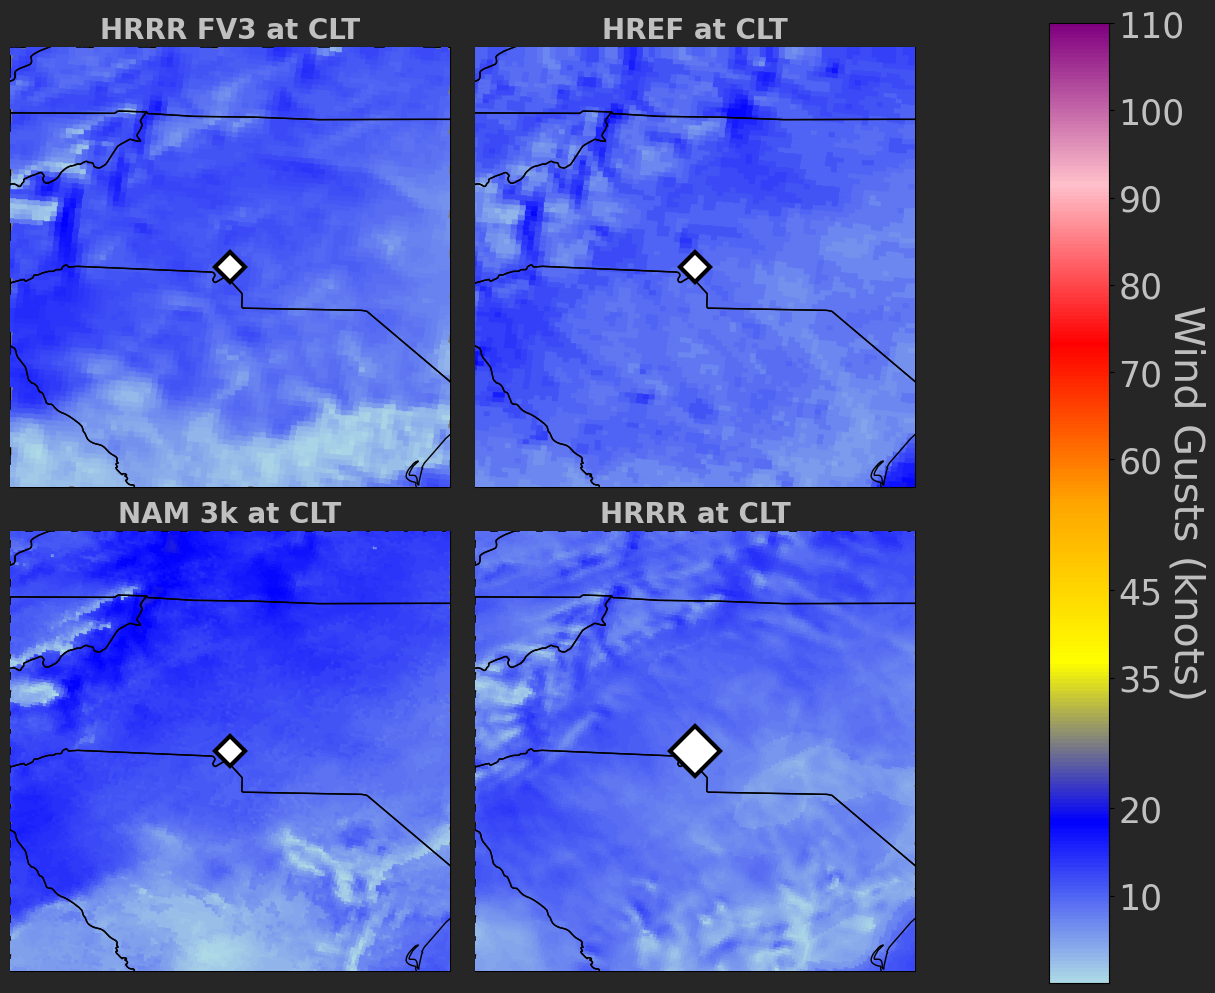 HRRR FV3 at CLT
HREF at CLT
NAM 3k at CLT
HRRR at CLT
110
100
90
80
70
60
45
35
20
10
Wind Gusts (knots)